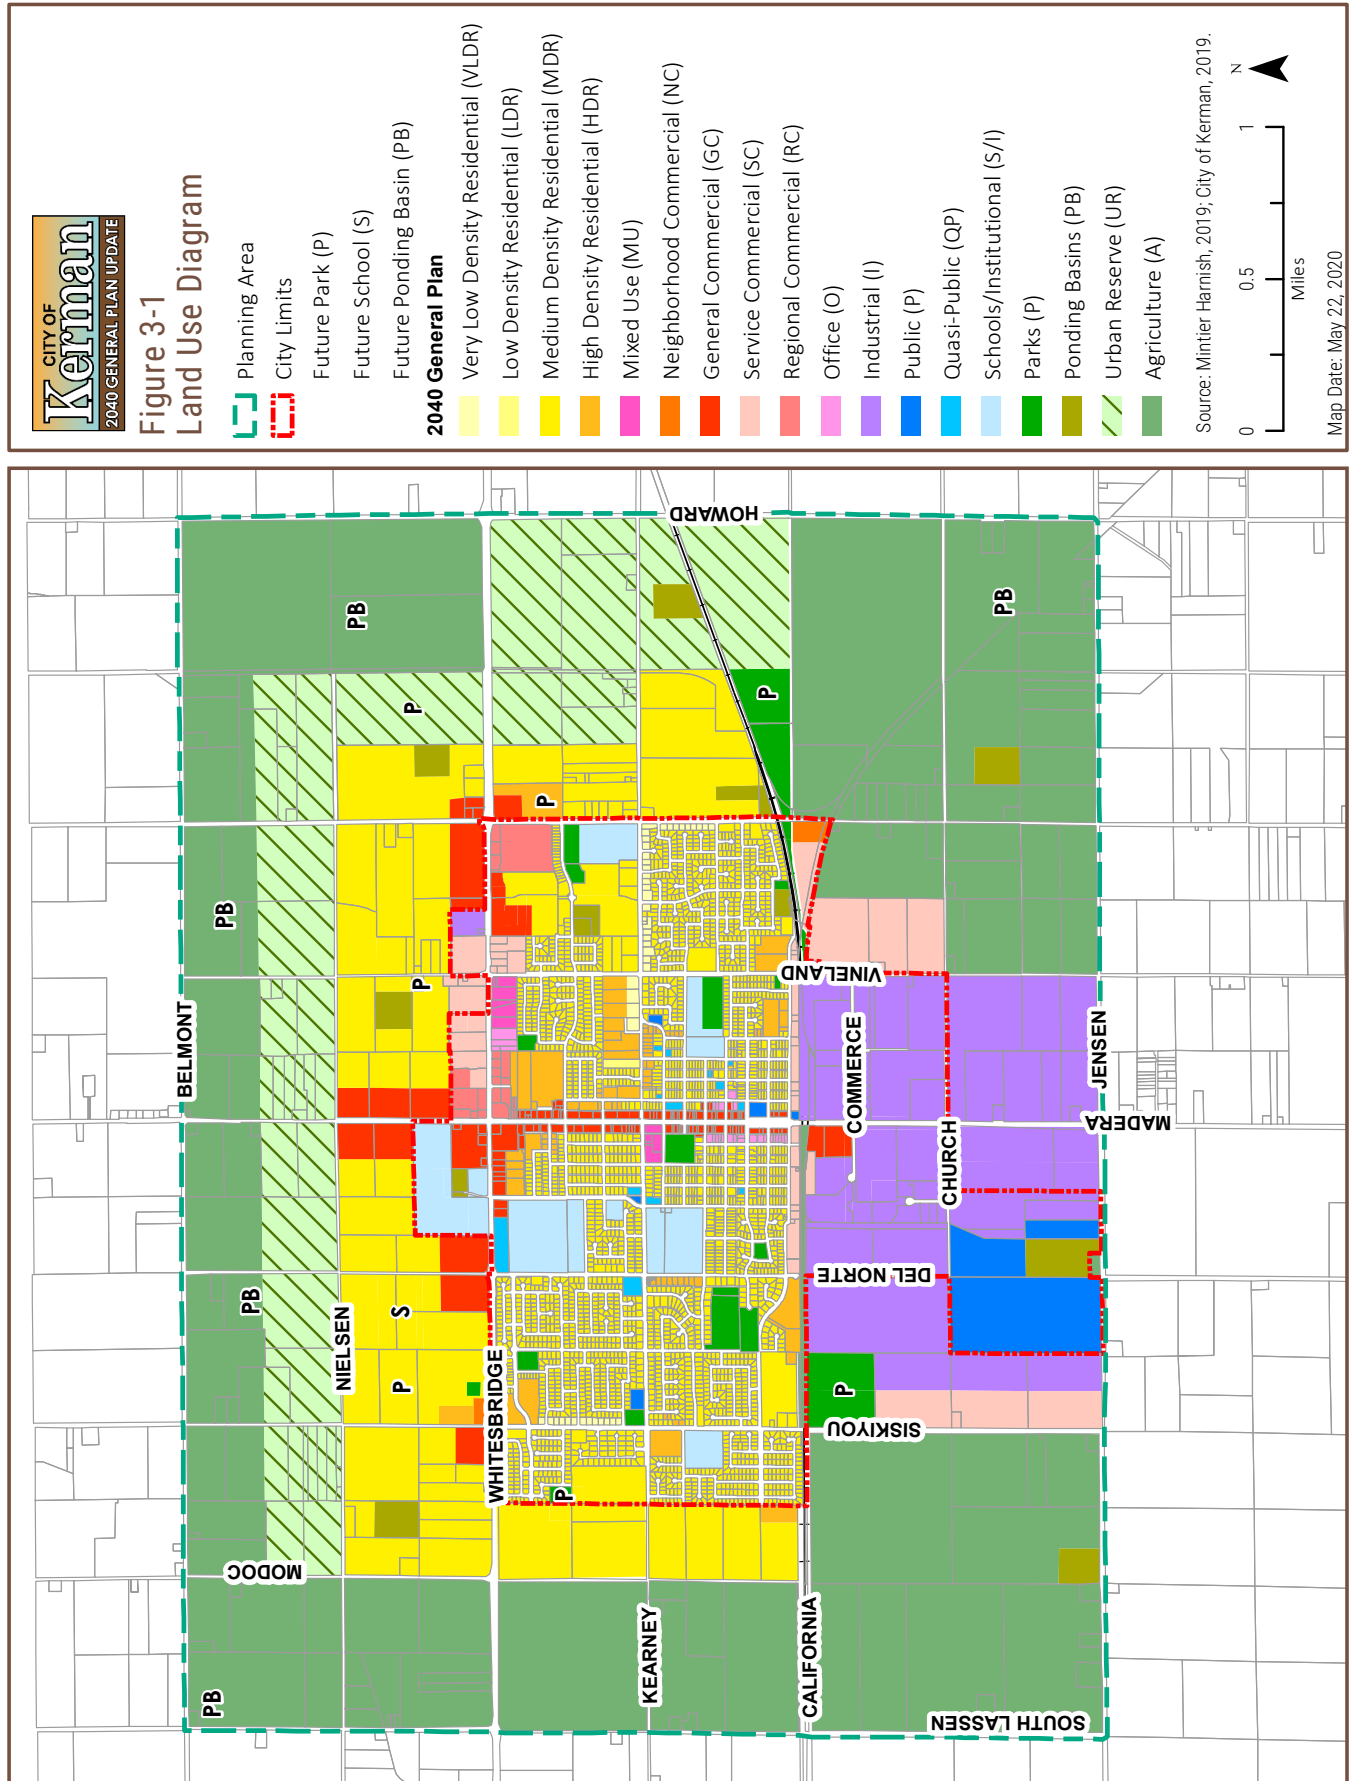 CITY OF
Kerman
2040 GENERAL PLAN UPDATE
Figure 3-1
Land Use Diagram
Planning Area
City Limits
Future Park (P)
Future School (S)
Future Ponding Basin (PB)
2040 General Plan
Very Low Density Residential (VLDR)
Low Density Residential (LDR)
Medium Density Residential (MDR)
High Density Residential (HDR)
Mixed Use (MU)
Neighborhood Commercial (NC)
General Commercial (GC)
Service Commercial (SC)
Regional Commercial (RC)
Office (O)
Industrial (I)
Public (P)
Quasi-Public (QP)
Schools/Institutional (S/I)
Parks (P)
Ponding Basins (PB)
Urban Reserve (UR)
Agriculture (A)
Source: Mintier Harnish, 2019; City of Kerman, 2019.
N
0
0.5
1
Miles
Map Date: May 22, 2020
PB
PB
PB
PB
BELMONT
P
P
S
P
NIELSEN
MODOC
PB
WHITESBRIDGE
P
P
KEARNEY
HOWARD
P
CALIFORNIA
VINELAND
COMMERCE
DEL NORTE
P
SISKIYOU
CHURCH
PB
JENSEN
MADERA
SOUTH LASSEN